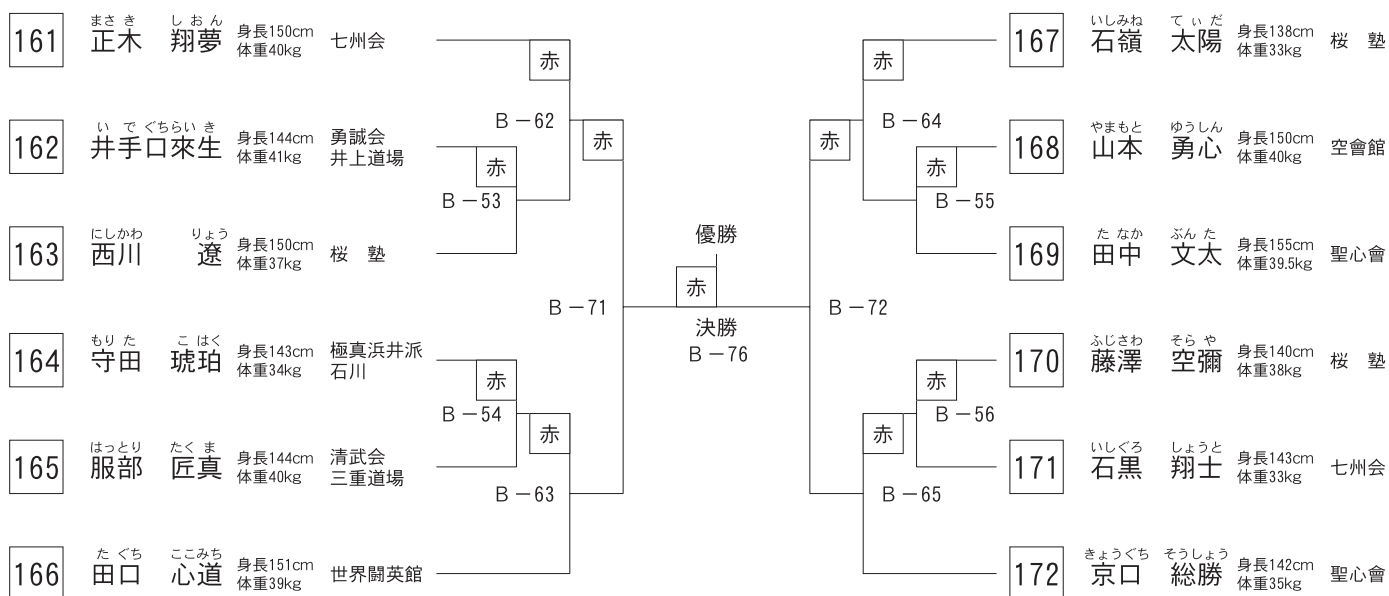 161
まさき しおん
正木 翔夢
身長150cm
体重40kg
七州会
162
いでぐちらいき
井手口來生
身長144cm
体重41kg
勇誠会
井上道場
163
にしかわ りょう
西川 遼
身長150cm
体重37kg
桜 塾
164
もりた こはく
守田 琥珀
身長143cm
体重34kg
極真浜井派
石川
165
はっとり たくま
服部 匠真
身長144cm
体重40kg
清武会
三重道場
166
たぐち ここみち
田口 心道
身長151cm
体重39kg
世界闘英館
赤
B－62
赤
赤
B－53
B－71
赤
B－54
赤
B－63
優勝
赤
決勝
B－76
赤
B－64
赤
赤
B－55
B－72
赤
B－56
赤
B－65
167
いしみね てぃだ
石嶺 太陽
身長138cm
体重33kg
桜 塾
168
やまもと ゆうしん
山本 勇心
身長150cm
体重40kg
空會館
169
たなか ぶんた
田中 文太
身長155cm
体重39.5kg
聖心會
170
ふじさわ そらや
藤澤 空彌
身長140cm
体重38kg
桜 塾
171
いしぐろ しょうと
石黒 翔士
身長143cm
体重33kg
七州会
172
きょうぐち そうしょう
京口 総勝
身長142cm
体重35kg
聖心會